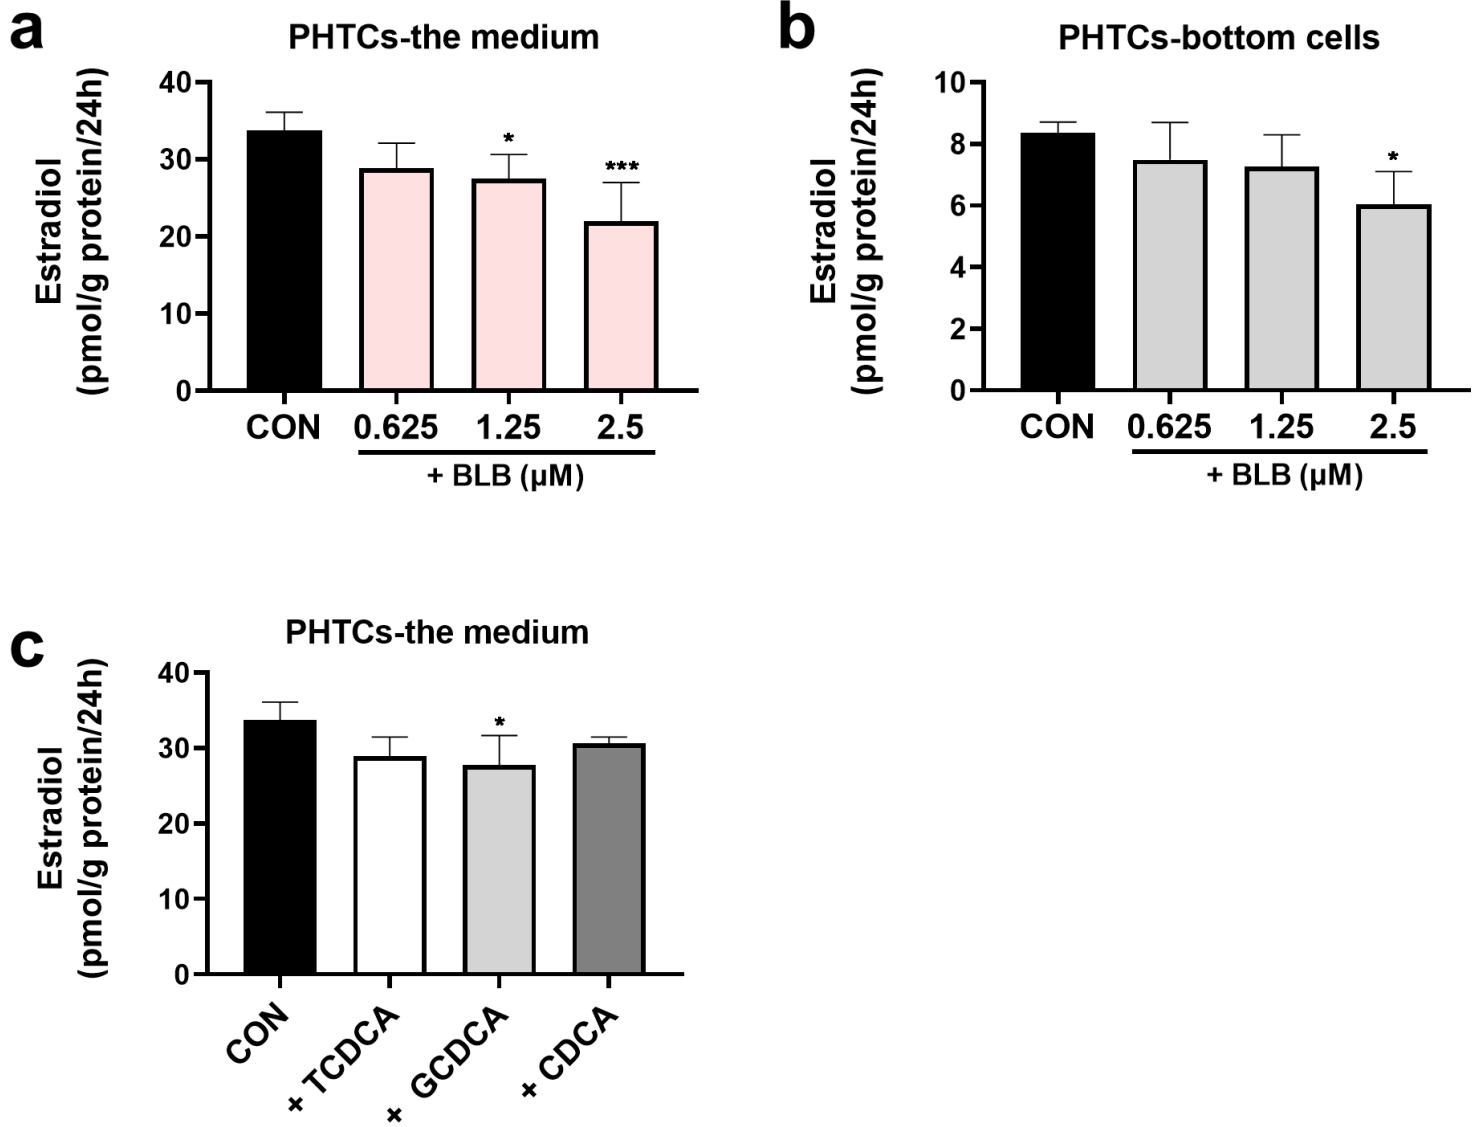 a
PHTCs-the medium
Estradiol
(pmol/g protein/24h)
40
30
20
10
0
*
***
CON 0.625 1.25 2.5
+ BLB (µM)
b
PHTCs-bottom cells
Estradiol
(pmol/g protein/24h)
10
8
6
4
2
0
*
CON 0.625 1.25 2.5
+ BLB (µM)
c
PHTCs-the medium
Estradiol
(pmol/g protein/24h)
40
30
20
10
0
*
CON
+ TCDCA
+ GCDCA
+ CDCA